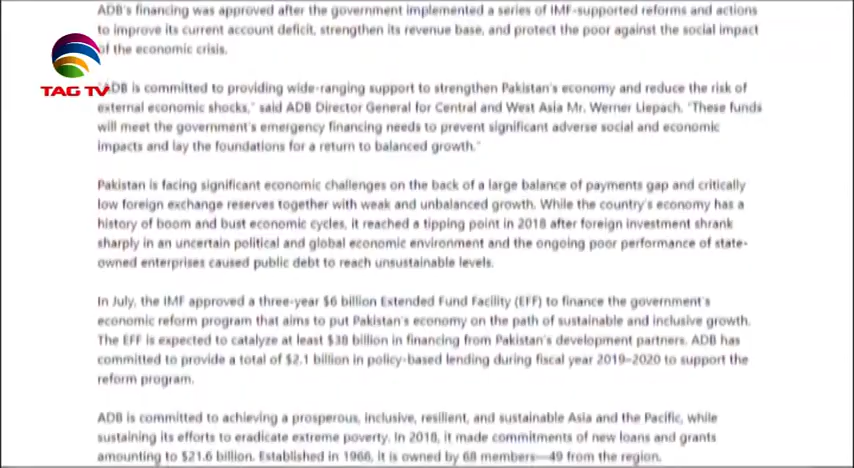 ADB's financing was approved after the government implemented a series of IMF-supported reforms and actions
to improve its current account deficit, strengthen its revenue base, and protect the poor against the social impact
of the economic crisis.
TAG TV
"ADB is committed to providing wide-ranging support to strengthen Pakistan's economy and reduce the risk of
external economic shocks," said ADB Director General for Central and West Asia Mr. Werner Liepach. "These funds
will meet the government's emergency financing needs to prevent significant adverse social and economic
impacts and lay the foundations for a return to balanced growth."
Pakistan is facing significant economic challenges on the back of a large balance of payments gap and critically
low foreign exchange reserves together with weak and unbalanced growth. While the country's economy has a
history of boom and bust economic cycles, it reached a tipping point in 2018 after foreign investment shrank
sharply in an uncertain political and global economic environment and the ongoing poor performance of state-
owned enterprises caused public debt to reach unsustainable levels.
In July, the IMF approved a three-year $6 billion Extended Fund Facility (EFF) to finance the government's
economic reform program that aims to put Pakistan's economy on the path of sustainable and inclusive growth.
The EFF is expected to catalyze at least $38 billion in financing from Pakistan's development partners. ADB has
committed to provide a total of $2.1 billion in policy-based lending during fiscal year 2019–2020 to support the
reform program.
ADB is committed to achieving a prosperous, inclusive, resilient, and sustainable Asia and the Pacific, while
sustaining its efforts to eradicate extreme poverty. In 2018, it made commitments of new loans and grants
amounting to $21.6 billion. Established in 1966, it is owned by 68 members—49 from the region.